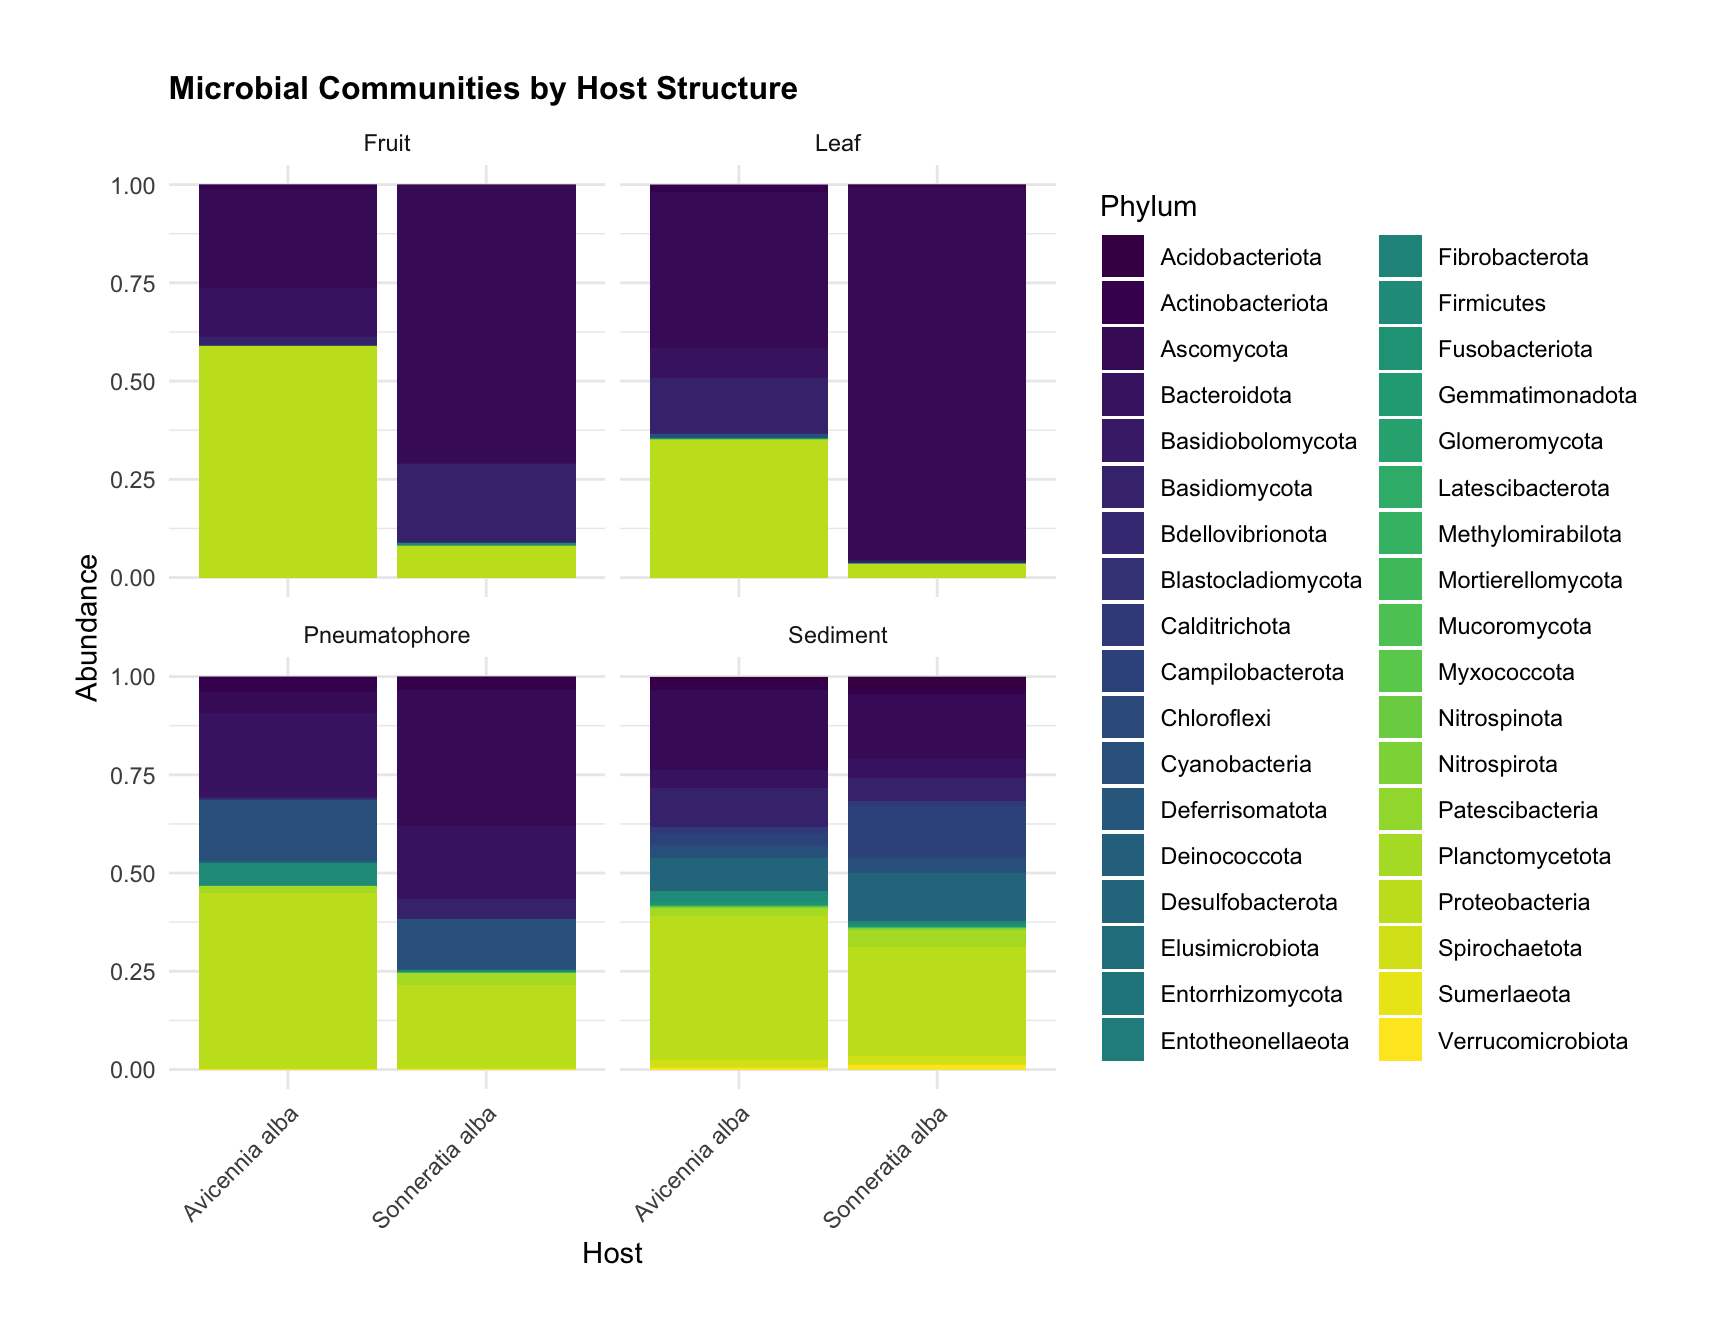 Microbial Communities by Host Structure
Fruit
Leaf
1.00
0.75
0.50
0.25
0.00
Pneumatophore
Sediment
1.00
0.75
0.50
0.25
0.00
Abundance
Avicennia alba
Sonneratia alba
Avicennia alba
Sonneratia alba
Host
Phylum
Acidobacteriota
Actinobacteriota
Ascomycota
Bacteroidota
Basidiobolomycota
Basidiomycota
Bdellovibrionota
Blastocladiomycota
Calditrichota
Campilobacterota
Chloroflexi
Cyanobacteria
Deferrisomatota
Deinococcota
Desulfobacterota
Elusimicrobiota
Entorrhizomycota
Entotheonellaeota
Fibrobacterota
Firmicutes
Fusobacteriota
Gemmatimonadota
Glomeromycota
Latescibacterota
Methylomirabilota
Mortierellomycota
Mucoromycota
Myxococcota
Nitrospinota
Nitrospirota
Patescibacteria
Planctomycetota
Proteobacteria
Spirochaetota
Sumerlaeota
Verrucomicrobiota